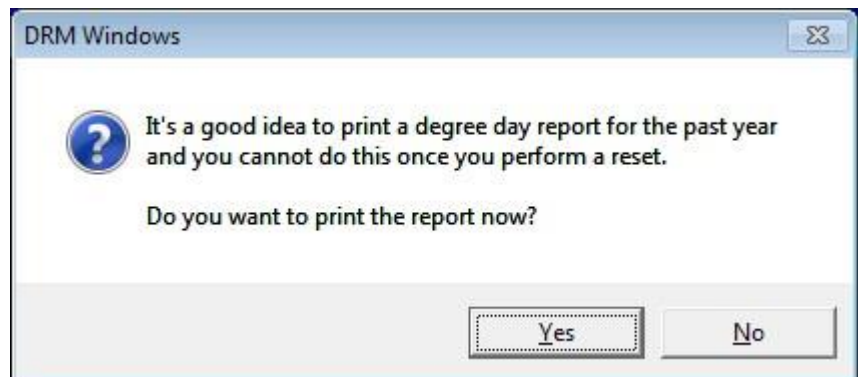 DRM Windows
It's a good idea to print a degree day report for the past year
and you cannot do this once you perform a reset.
Do you want to print the report now?
Yes No